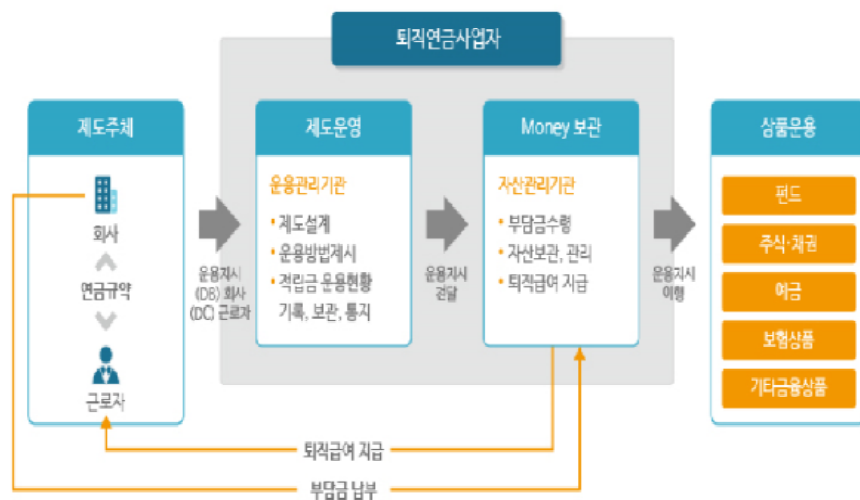 퇴직연금사업자
제도주체
회사
연금규약
근로자
운용지시
(DB) 회사
(DC) 근로자
제도운영
운용관리기관
• 제도설계
• 운용방법제시
• 적립금 운용현황
기록, 보관, 통지
운용지시
전달
Money 보관
자산관리기관
• 부담금수령
• 자산보관, 관리
• 퇴직급여 지급
운용지시
이행
상품운용
펀드
주식·채권
예금
보험상품
기타금융상품
퇴직급여 지급
부담금 납부